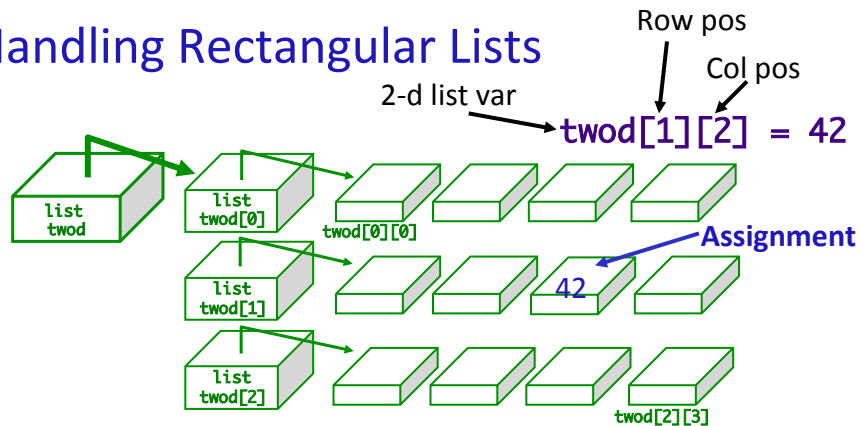 Handling Rectangular Lists
Row pos
Col pos
2-d list var
twod[1][2] = 42
list
twod
list
twod[0]
twod[0][0]
Assignment
list
twod[1]
42
list
twod[2]
twod[2][3]